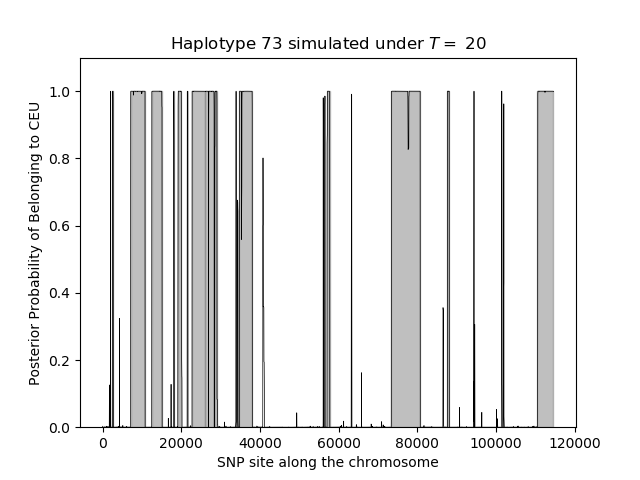 Haplotype 73 simulated under T = 20
Posterior Probability of Belonging to CEU
1.0
0.8
0.6
0.4
0.2
0.0
0 20000 40000 60000 80000 100000 120000
SNP site along the chromosome